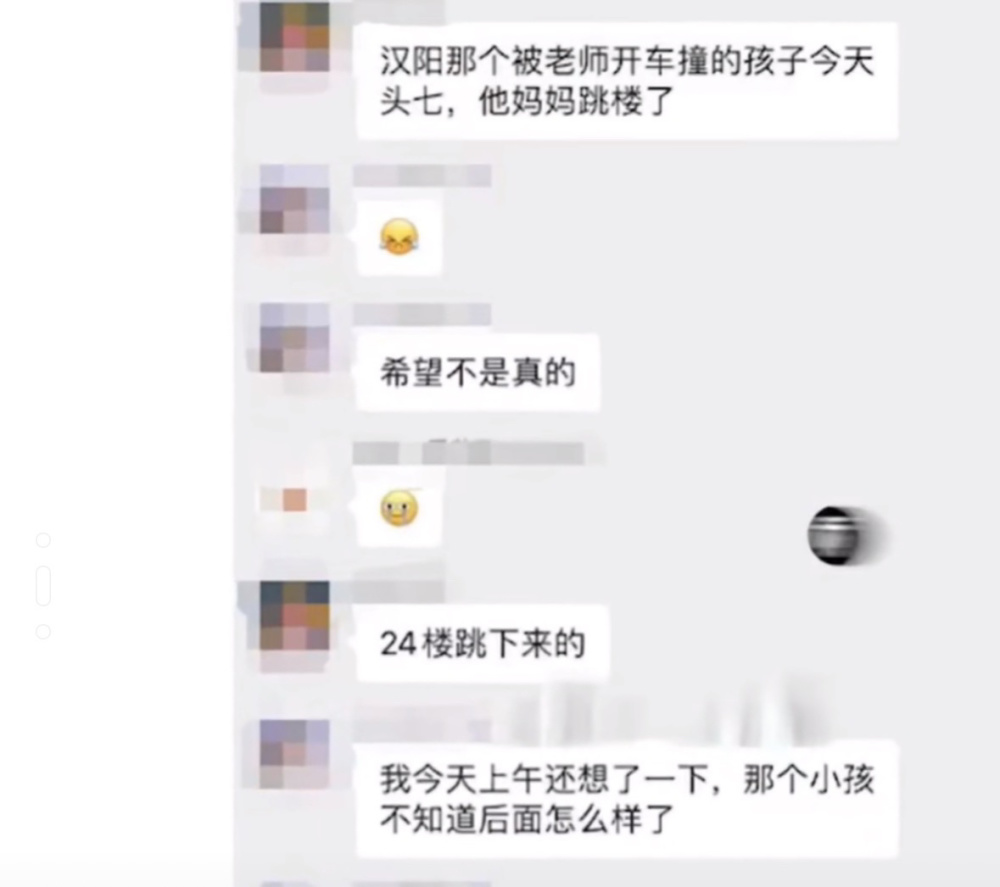 汉阳那个被老师开车撞的孩子今天
头七，他妈妈跳楼了
希望不是真的
24楼跳下来的
我今天上午还想了一下，那个小孩
不知道后面怎么样了